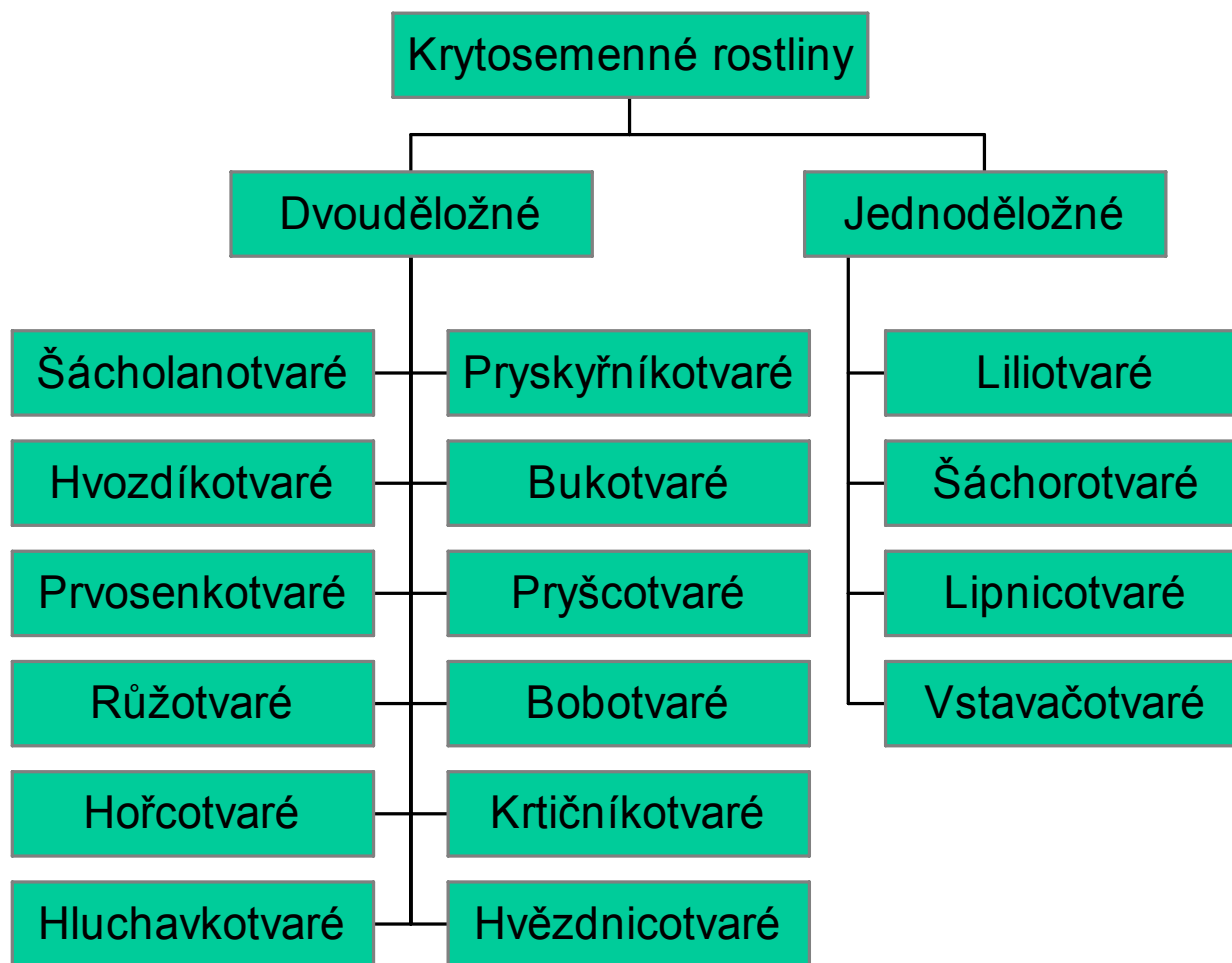 Krytosemenné rostliny
Dvouděložné
Jednoděložné
Šácholanotvaré
Pryskyřníkotvaré
Liliotvaré
Hvozdíkotvaré
Bukotvaré
Šáchorotvaré
Prvosenkotvaré
Pryšcotvaré
Lipnicotvaré
Růžotvaré
Bobotvaré
Vstavačotvaré
Hořcotvaré
Krtičníkotvaré
Hluchavkotvaré
Hvězdnicotvaré